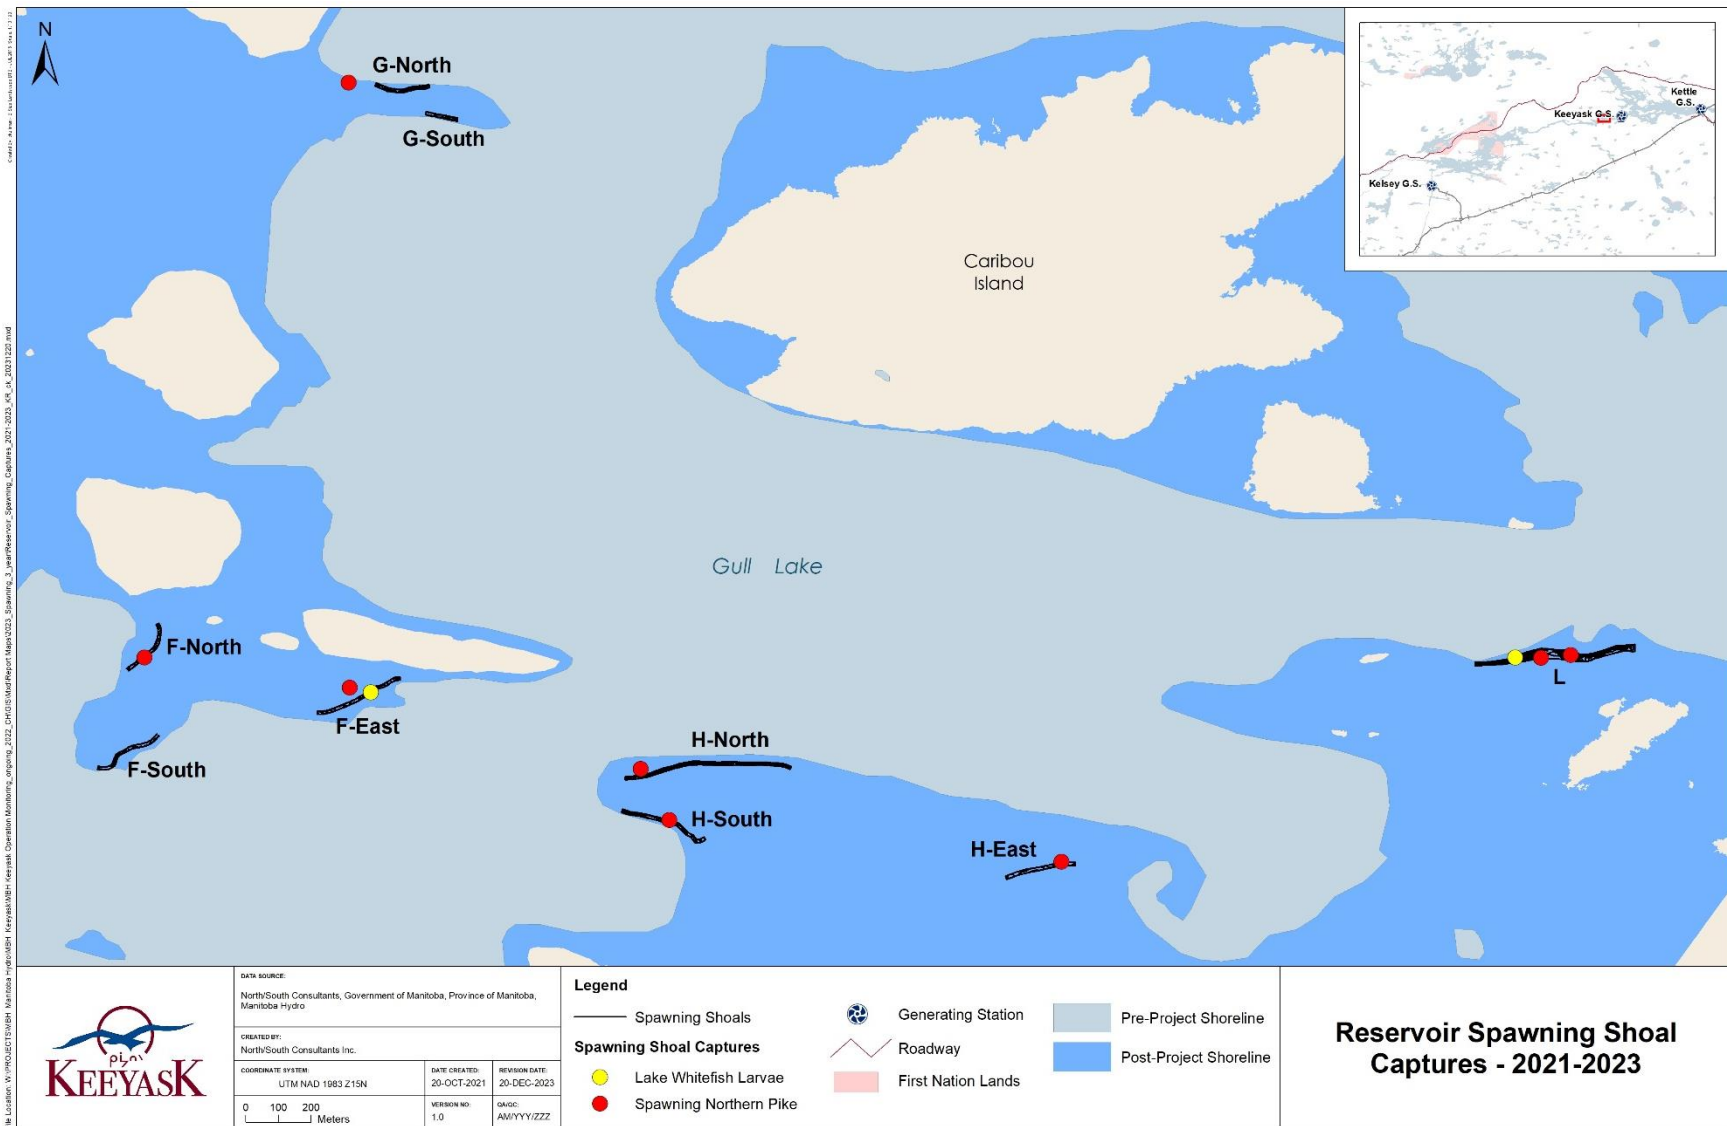 N
G-North
G-South
Caribou
Island
Kettle
G.S.
Keeyask G.S.
Kelsey G.S.
Gull Lake
F-North
F-East
F-South
H-North
H-South
H-East
L
KEEYASK
DATA SOURCE:
North/South Consultants, Government of Manitoba, Province of Manitoba,
Manitoba Hydro
CREATED BY:
North/South Consultants Inc.
COORDINATE SYSTEM:
UTM NAD 1983 Z15N
DATE CREATED:
20-OCT-2021
REVISION DATE:
20-DEC-2023
0 100 200
Meters
VERSION NO:
1.0
QA/QC:
AM/YYY/ZZZ
Legend
Spawning Shoals
Spawning Shoal Captures
Lake Whitefish Larvae
Spawning Northern Pike
Generating Station
Roadway
First Nation Lands
Pre-Project Shoreline
Post-Project Shoreline
Reservoir Spawning Shoal
Captures - 2021-2023